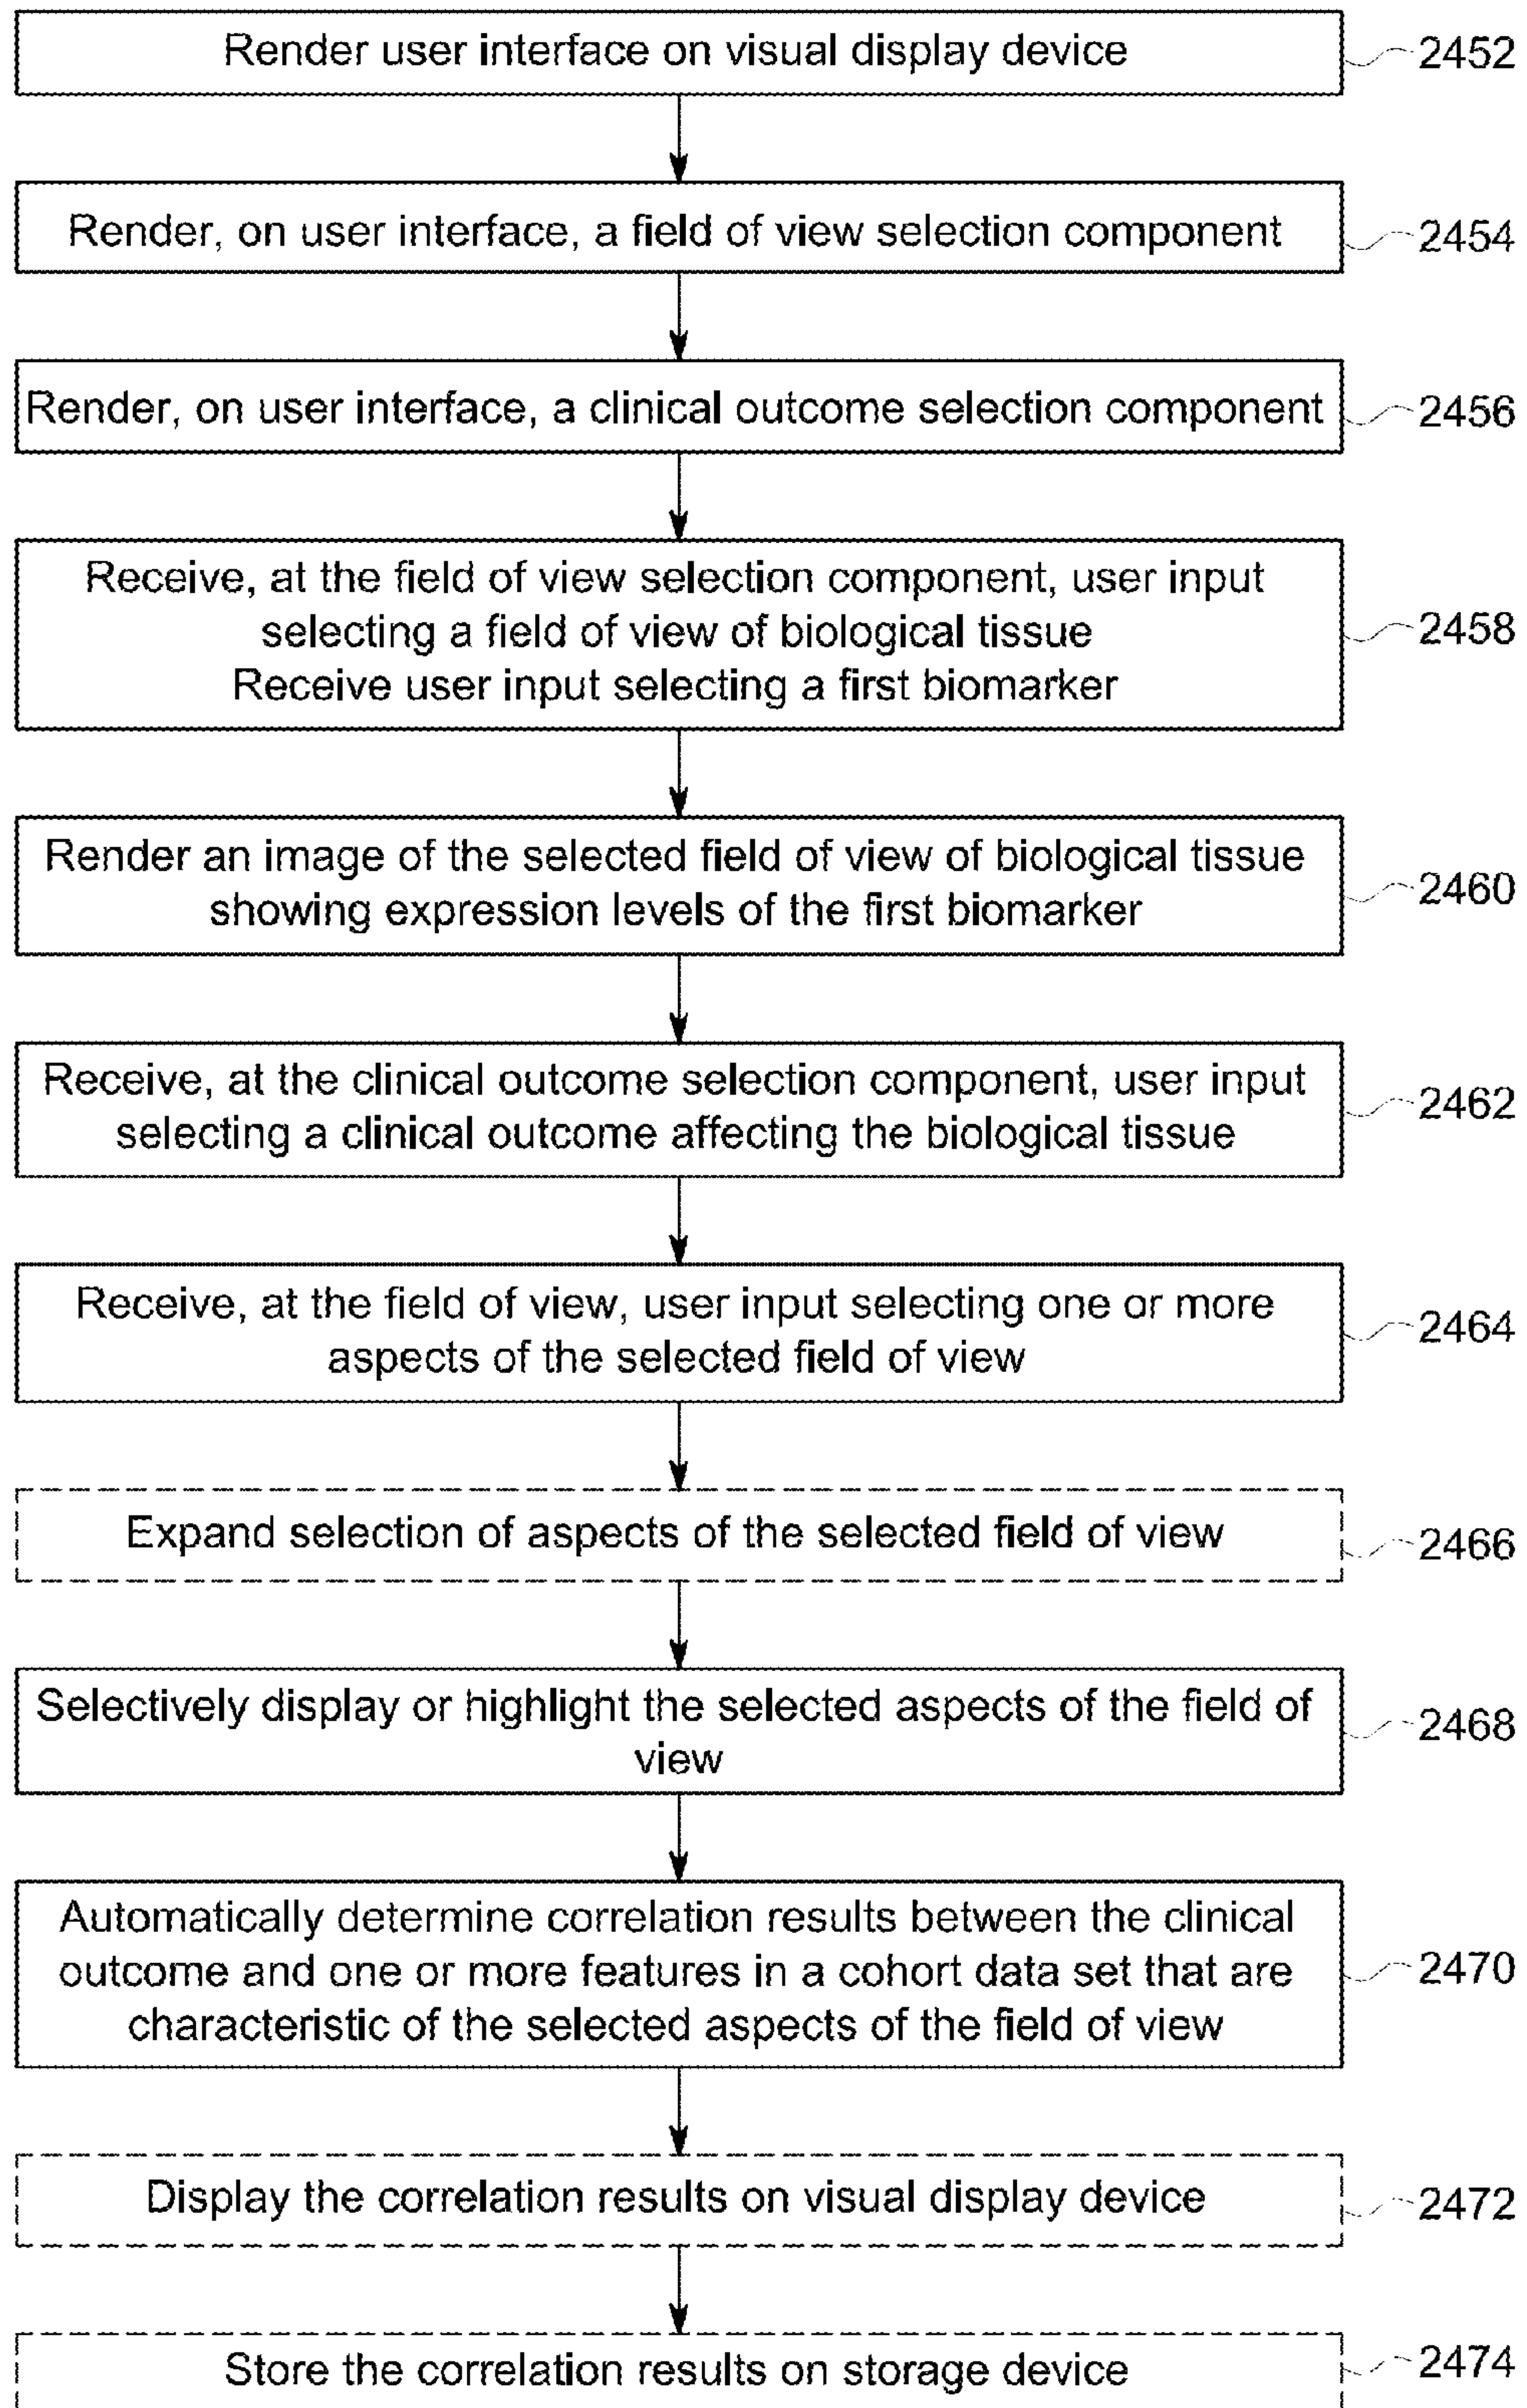 Render user interface on visual display device
2452
Render, on user interface, a field of view selection component
2454
Render, on user interface, a clinical outcome selection component
2456
Receive, at the field of view selection component, user input
selecting a field of view of biological tissue
Receive user input selecting a first biomarker
2458
Render an image of the selected field of view of biological tissue
showing expression levels of the first biomarker
2460
Receive, at the clinical outcome selection component, user input
selecting a clinical outcome affecting the biological tissue
2462
Receive, at the field of view, user input selecting one or more
aspects of the selected field of view
2464
Expand selection of aspects of the selected field of view
2466
Selectively display or highlight the selected aspects of the field of
view
2468
Automatically determine correlation results between the clinical
outcome and one or more features in a cohort data set that are
characteristic of the selected aspects of the field of view
2470
Display the correlation results on visual display device
2472
Store the correlation results on storage device
2474